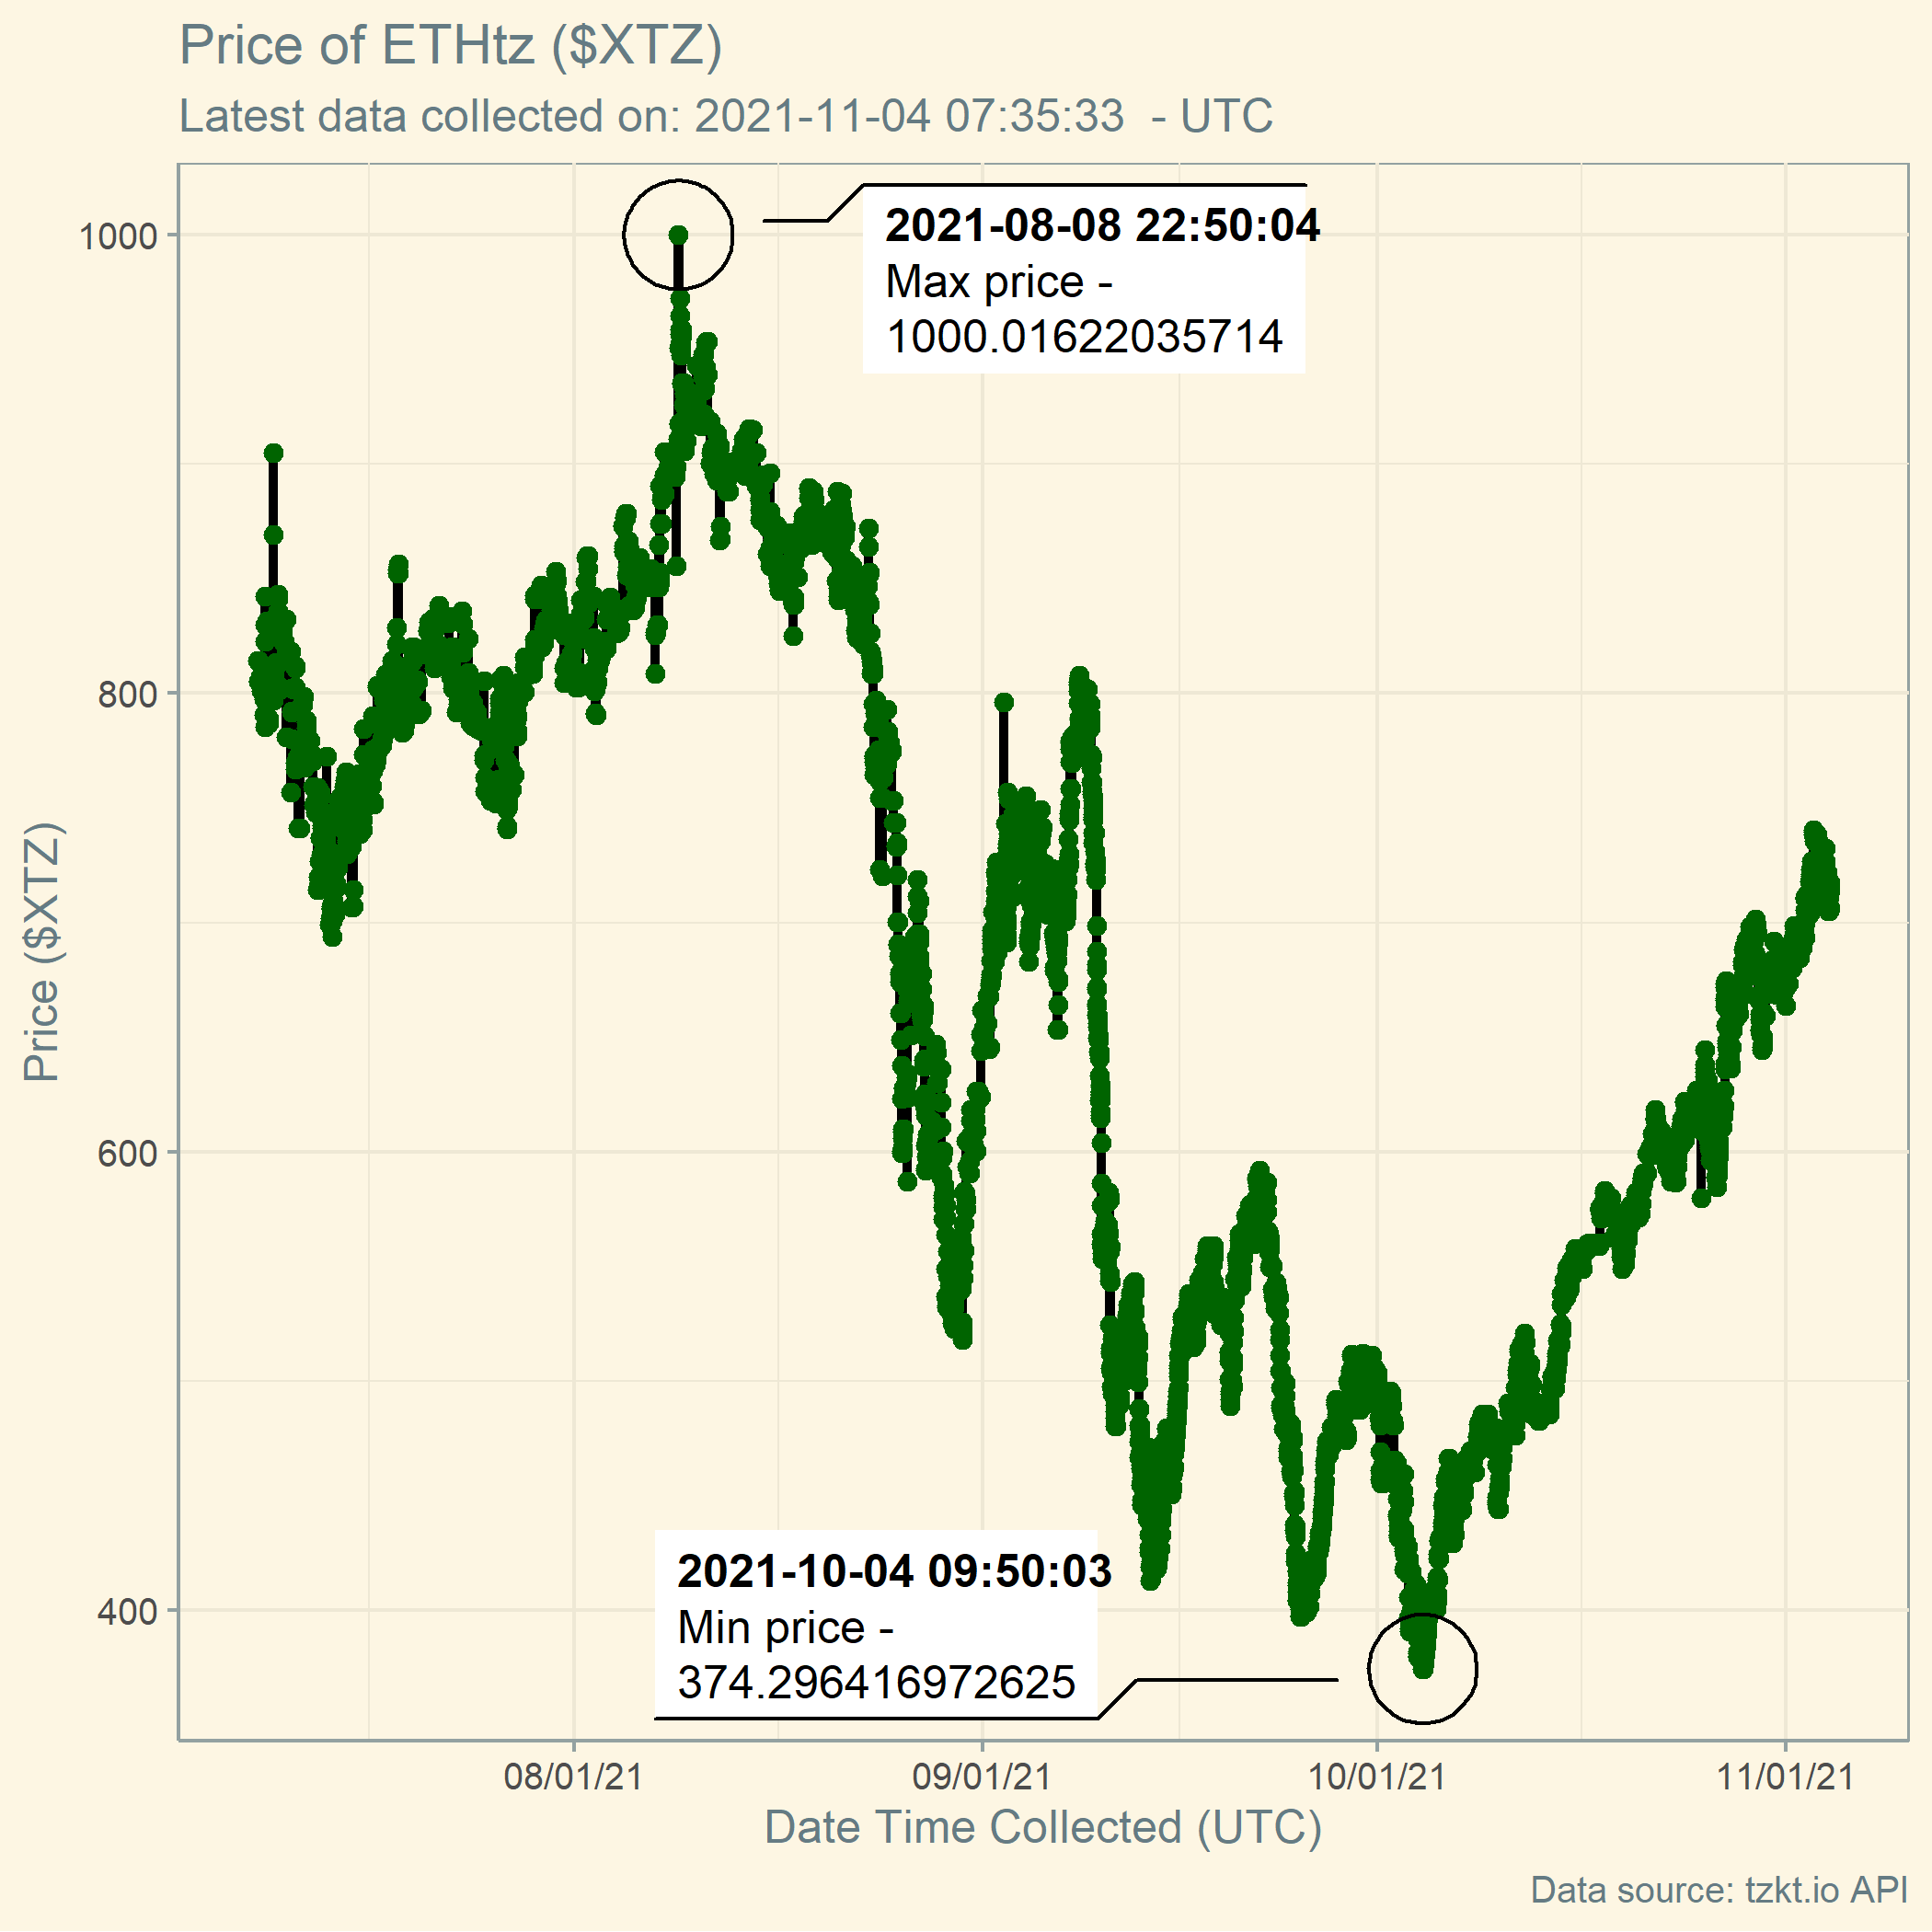 Price of ETHtz ($XTZ)
Latest data collected on: 2021-11-04 07:35:33  - UTC
2021-08-08 22:50:04
Max price -
1000.01622035714
1000
800
600
400
Price ($XTZ)
2021-10-04 09:50:03
Min price -
374.296416972625
08/01/21
09/01/21
10/01/21
11/01/21
Date Time Collected (UTC)
Data source: tzkt.io API